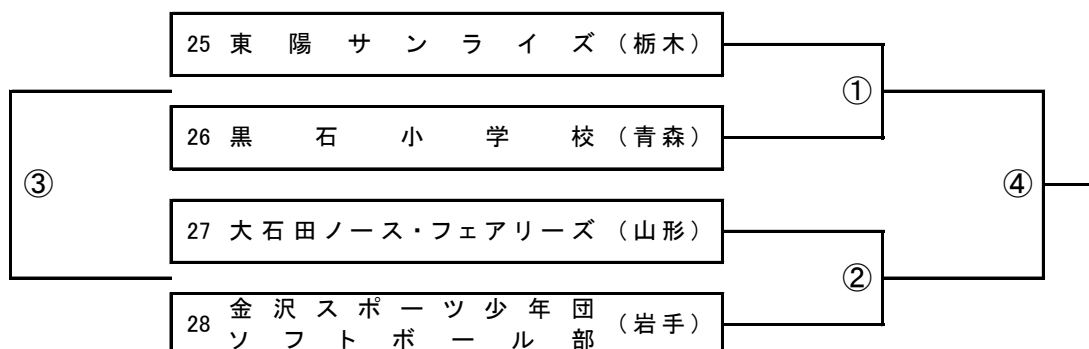 25 東陽サンライズ (栃木)
①
26 黒石小学校 (青森)
③
④
27 大石田ノース・フェアリーズ (山形)
②
28 金沢スポーツ少年団
ソフトボール部 (岩手)